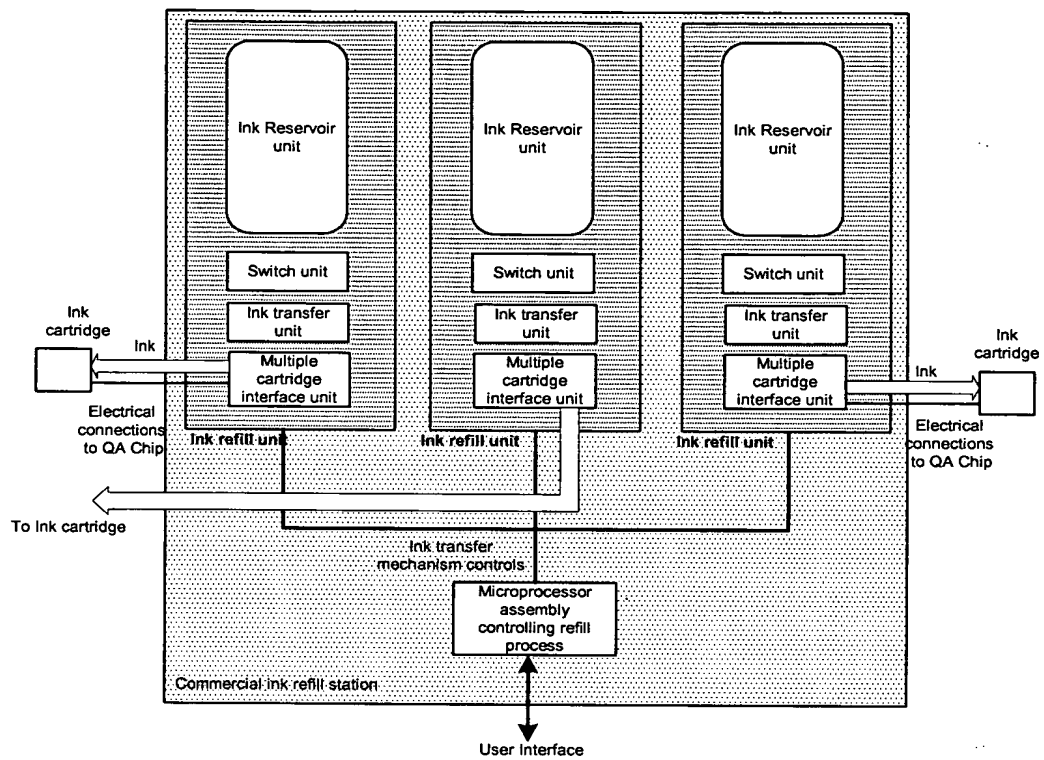 Ink Reservoir
unit
Ink Reservoir
unit
Ink Reservoir
unit
Switch unit
Switch unit
Switch unit
Ink transfer
unit
Ink transfer
unit
Ink transfer
unit
Ink
cartridge
Ink
Multiple
cartridge
interface unit
Multiple
cartridge
interface unit
Multiple
cartridge
interface unit
Ink
Ink
cartridge
Electrical
connections
to QA Chip
Ink refill unit
Ink refill unit
Ink refill unit
Electrical
connections
to QA Chip
To Ink cartridge
Ink transfer
mechanism controls
Microprocessor
assembly
controlling refill
process
Commercial ink refill station
User Interface